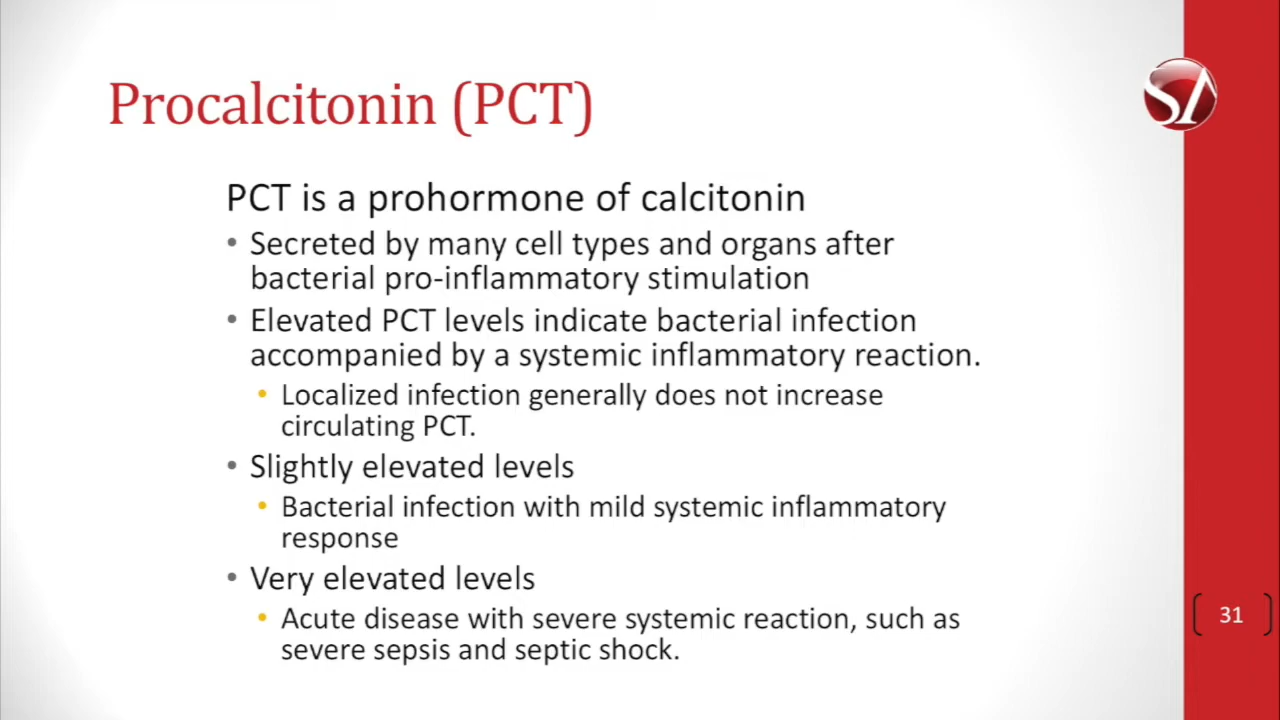 Procalcitonin (PCT)
SA
PCT is a prohormone of calcitonin
• Secreted by many cell types and organs after
bacterial pro-inflammatory stimulation
• Elevated PCT levels indicate bacterial infection
accompanied by a systemic inflammatory reaction.
• Localized infection generally does not increase
circulating PCT.
• Slightly elevated levels
• Bacterial infection with mild systemic inflammatory
response
• Very elevated levels
• Acute disease with severe systemic reaction, such as
severe sepsis and septic shock.
31